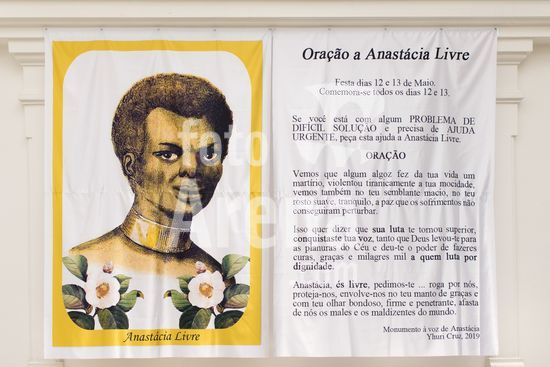 Anastácia Livre
Oração a Anastácia Livre
Festa dias 12 e 13 de Maio.
Comemora-se todos os dias 12 e 13.
Se você está com algum PROBLEMA DE
DIFÍCIL SOLUÇÃO e precisa de AJUDA
URGENTE, peça esta ajuda a Anastácia Livre.
ORAÇÃO
Vemos que algum algoz fez da tua vida um
martírio, violentou tiranicamente a tua mocidade,
vemos também no teu semblante macio, no teu
rosto suave, tranquilo, a paz que os sofrimentos não
conseguiram perturbar.
Isso quer dizer que sua luta te tornou superior,
conquistaste tua voz, tanto que Deus levou-te para
as planuras do Céu e deu-te o poder de fazeres
curas, graças e milagres mil a quem luta por
dignidade.
Anastácia, és livre, pedimos-te ... roga por nós,
proteja-nos, envolve-nos no teu manto de graças e
com teu olhar bondoso, firme e penetrante, afasta
de nós os males e os maldizentes do mundo.
Monumento à voz de Anastácia
Yhuri Cruz, 2019
foto
Arena
.com